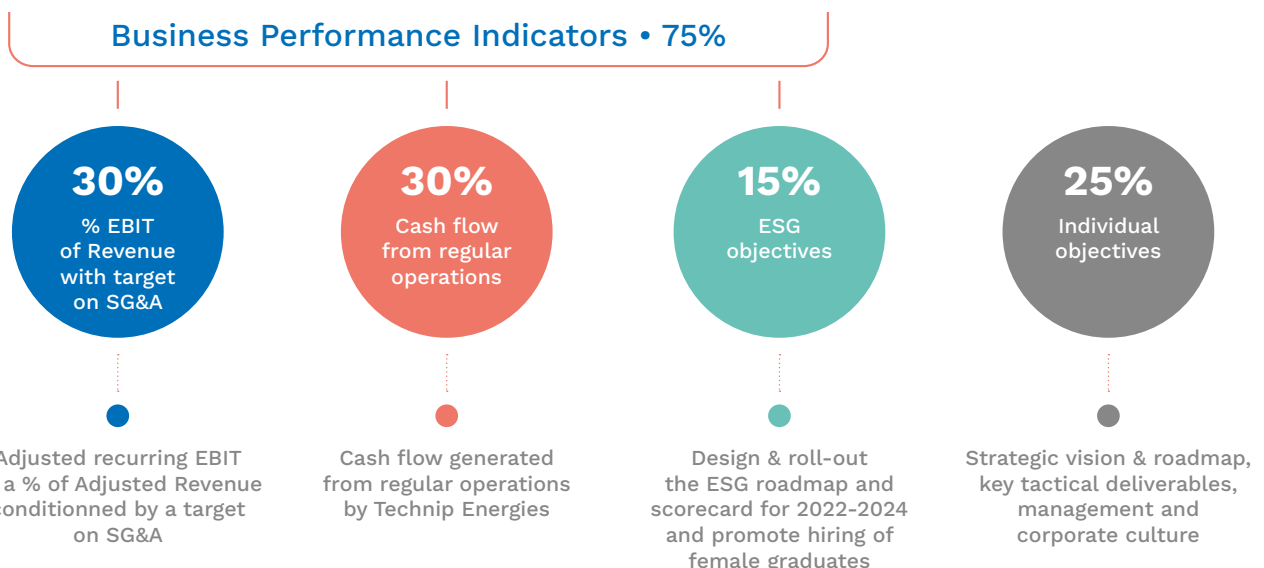 Business Performance Indicators • 75%
30%
% EBIT
of Revenue
with target
on SG&A
30%
Cash flow
from regular
operations
15%
ESG
objectives
25%
Individual
objectives
Adjusted recurring EBIT
a % of Adjusted Revenue
conditionned by a target
on SG&A
Cash flow generated
from regular operations
by Technip Energies
Design & roll-out
the ESG roadmap and
scorecard for 2022-2024
and promote hiring of
female graduates
Strategic vision & roadmap,
key tactical deliverables,
management and
corporate culture